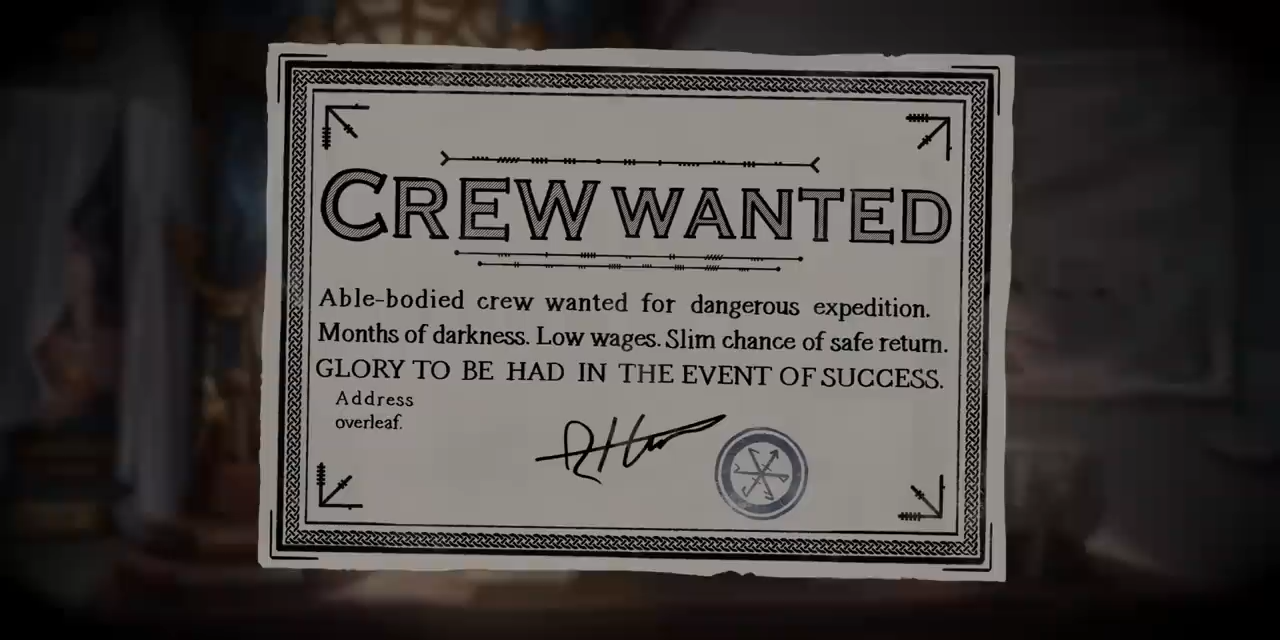 CREW WANTED
Able-bodied crew wanted for dangerous expedition.
Months of darkness. Low wages. Slim chance of safe return.
GLORY TO BE HAD IN THE EVENT OF SUCCESS.
Address
overleaf.